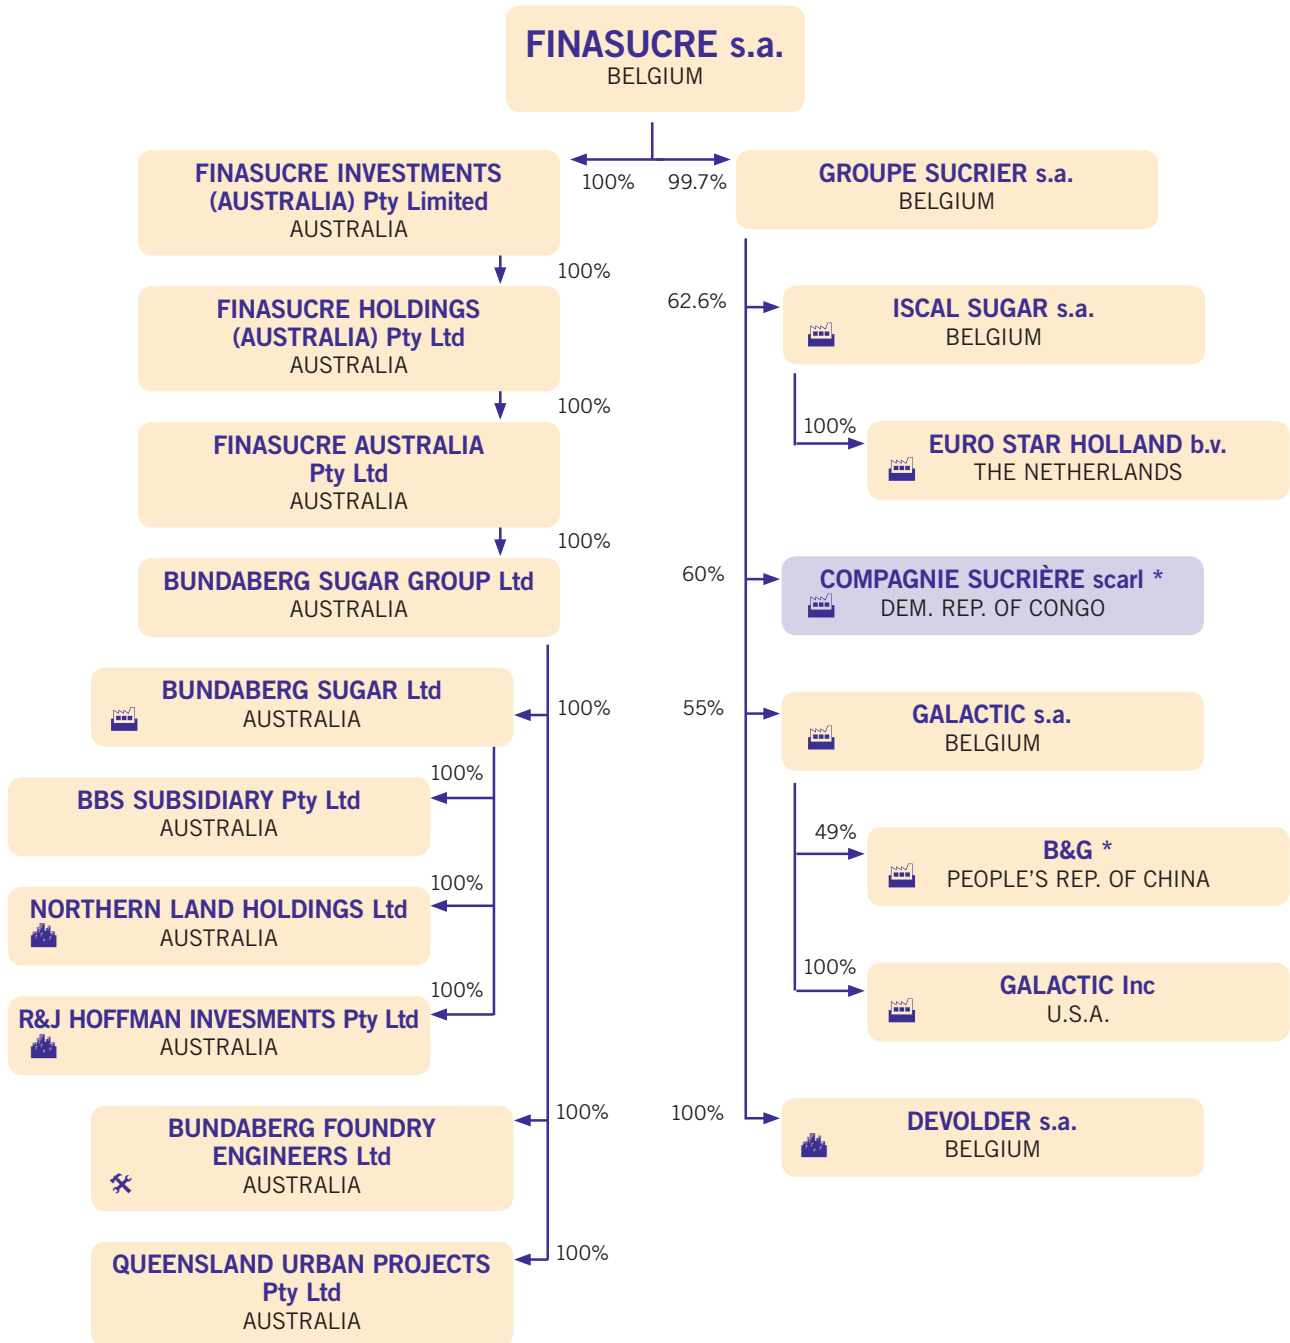 FINASUCRE s.a.
BELGIUM
FINASUCRE INVESTMENTS
(AUSTRALIA) Pty Limited
AUSTRALIA
100%
99.7%
GROUPE SUCRIER s.a.
BELGIUM
100%
FINASUCRE HOLDINGS
(AUSTRALIA) Pty Ltd
AUSTRALIA
100%
FINASUCRE AUSTRALIA
Pty Ltd
AUSTRALIA
100%
BUNDABERG SUGAR GROUP Ltd
AUSTRALIA
BUNDABERG SUGAR Ltd
AUSTRALIA
100%
100%
BBS SUBSIDIARY Pty Ltd
AUSTRALIA
100%
NORTHERN LAND HOLDINGS Ltd
AUSTRALIA
100%
R&J HOFFMAN INVESMENTS Pty Ltd
AUSTRALIA
100%
BUNDABERG FOUNDRY
ENGINEERS Ltd
AUSTRALIA
100%
QUEENSLAND URBAN PROJECTS
Pty Ltd
AUSTRALIA
62.6%
ISCAL SUGAR s.a.
BELGIUM
100%
EURO STAR HOLLAND b.v.
THE NETHERLANDS
60%
COMPAGNIE SUCRIÈRE scarl *
DEM. REP. OF CONGO
55%
GALACTIC s.a.
BELGIUM
49%
B&G *
PEOPLE'S REP. OF CHINA
100%
GALACTIC Inc
U.S.A.
100%
DEVOLDER s.a.
BELGIUM